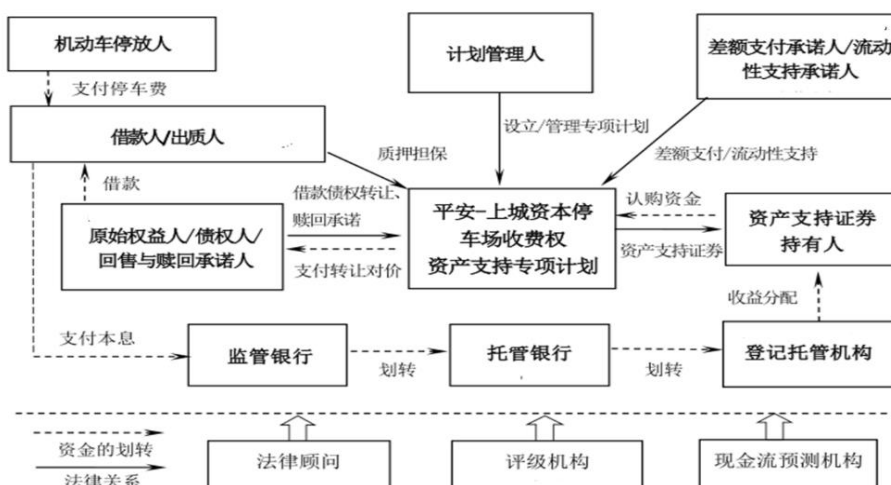 机动车停放人
计划管理人
差额支付承诺人/流动
性支持承诺人
支付停车费
设立/管理专项计划
借款人/出质人
质押担保
差额支付/流动性支持
借款
借款债权转让、
赎回承诺
认购资金
原始权益人/债权人/
回售与赎回承诺人
平安-上城资本停
车场收费权
资产支持专项计划
资产支持证券
持有人
支付转让对价
资产支持证券
收益分配
支付本息
监管银行
划转
托管银行
划转
登记托管机构
资金的划转
法律关系
法律顾问
评级机构
现金流预测机构